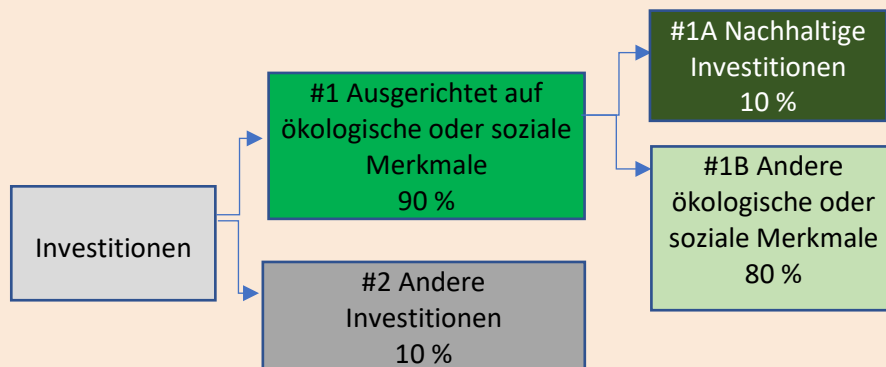 Investitionen
#1 Ausgerichtet auf
ökologische oder soziale
Merkmale
90 %
#2 Andere
Investitionen
10 %
#1A Nachhaltige
Investitionen
10 %
#1B Andere
ökologische oder
soziale Merkmale
80 %